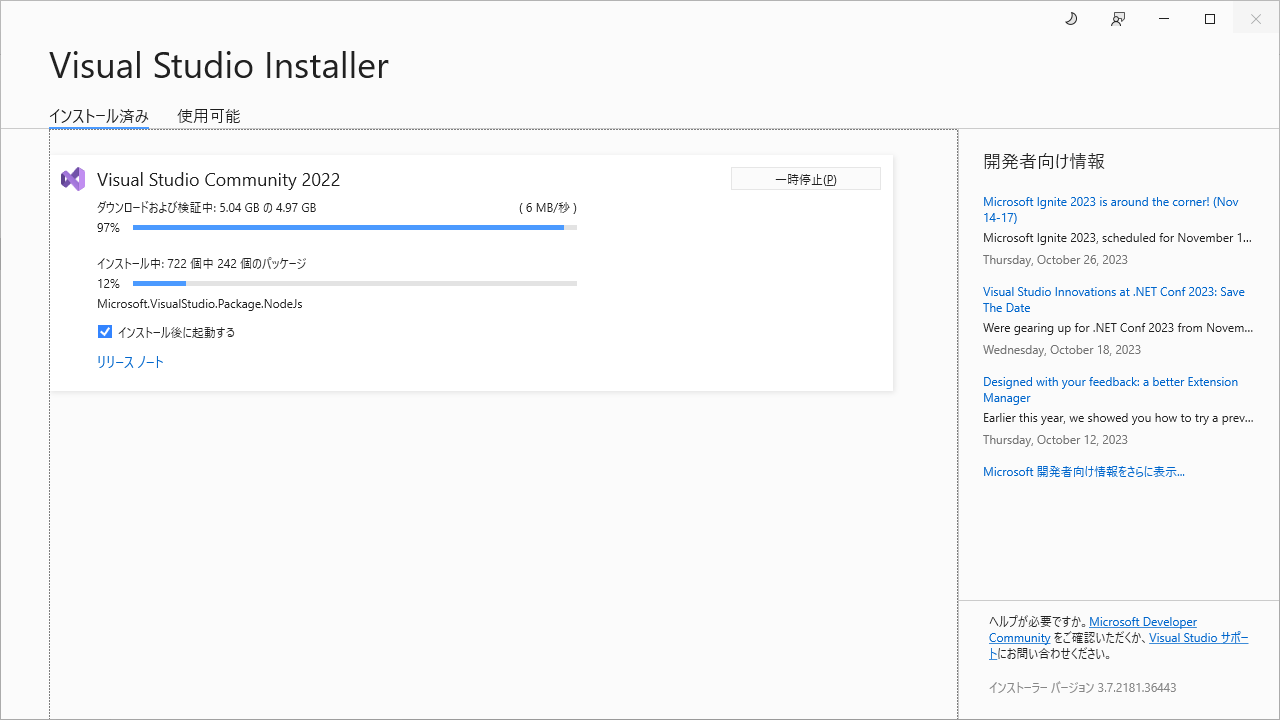 Visual Studio Installer
インストール済み
使用可能
Visual Studio Community 2022
一時停止(P)
ダウンロードおよび検証中: 5.04 GB の 4.97 GB
( 6 MB/秒 )
97%
インストール中: 722 個中 242 個のパッケージ
12%
Microsoft.VisualStudio.Package.NodeJs
インストール後に起動する
リリース ノート
開発者向け情報
Microsoft Ignite 2023 is around the corner! (Nov
14-17)
Microsoft Ignite 2023, scheduled for November 1...
Thursday, October 26, 2023
Visual Studio Innovations at .NET Conf 2023: Save
The Date
Were gearing up for .NET Conf 2023 from Novem...
Wednesday, October 18, 2023
Designed with your feedback: a better Extension
Manager
Earlier this year, we showed you how to try a prev...
Thursday, October 12, 2023
Microsoft 開発者向け情報をさらに表示...
ヘルプが必要ですか。Microsoft Developer
Community をご確認いただくか、Visual Studio サポー
トにお問い合わせください。
インストーラー バージョン 3.7.2181.36443